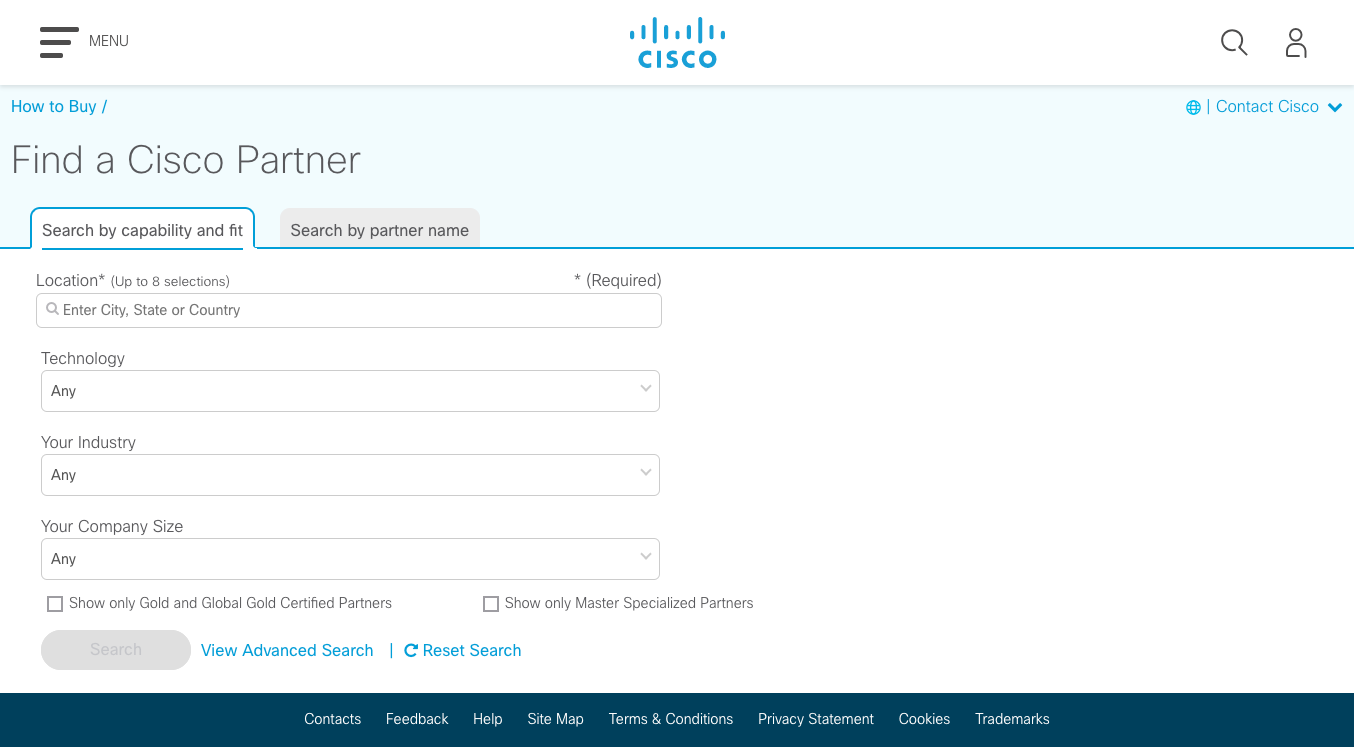 MENU
CISCO
How to Buy /
| Contact Cisco
Find a Cisco Partner
Search by capability and fit
Search by partner name
Location* (Up to 8 selections)
* (Required)
Enter City, State or Country
Technology
Any
Your Industry
Any
Your Company Size
Any
Show only Gold and Global Gold Certified Partners
Show only Master Specialized Partners
Search
View Advanced Search | Reset Search
Contacts Feedback Help Site Map Terms & Conditions Privacy Statement Cookies Trademarks